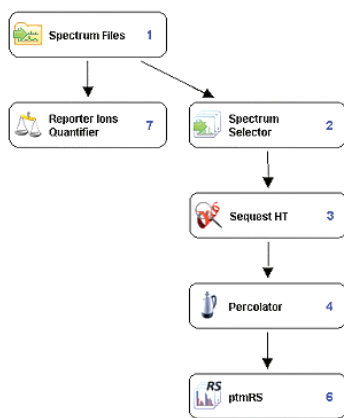 Spectrum Files 1
Reporter Ions
Quantifier 7
Spectrum
Selector 2
Sequest HT 3
Percolator 4
RS
ptmRS 6